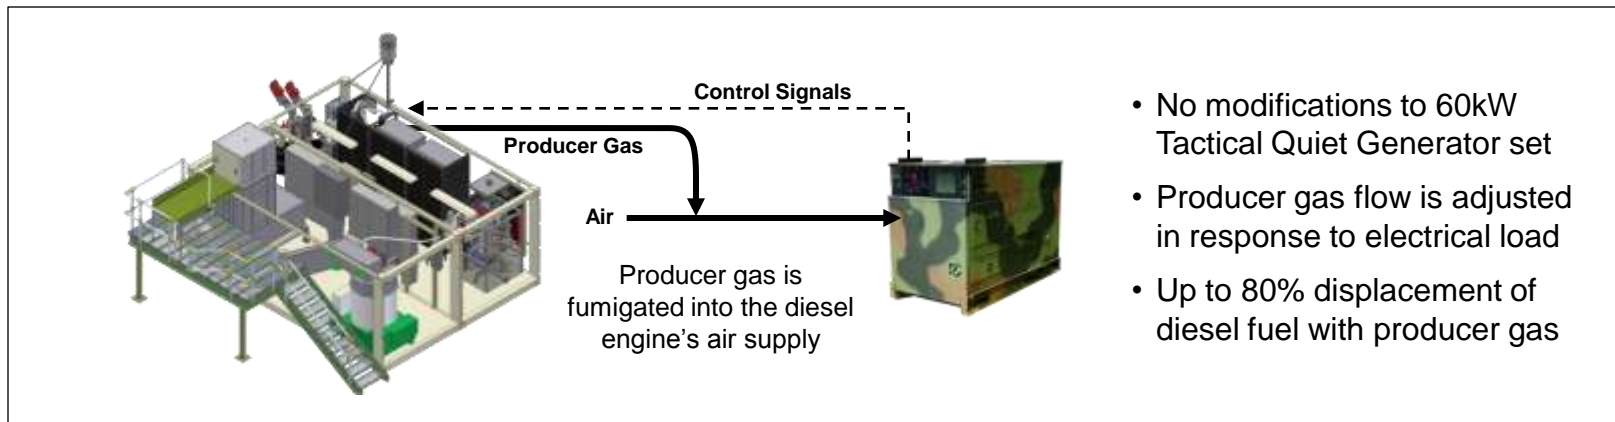 Control Signals
Producer Gas
Air
Producer gas is
fumigated into the diesel
engine’s air supply
• No modifications to 60kW
Tactical Quiet Generator set
• Producer gas flow is adjusted
in response to electrical load
• Up to 80% displacement of
diesel fuel with producer gas